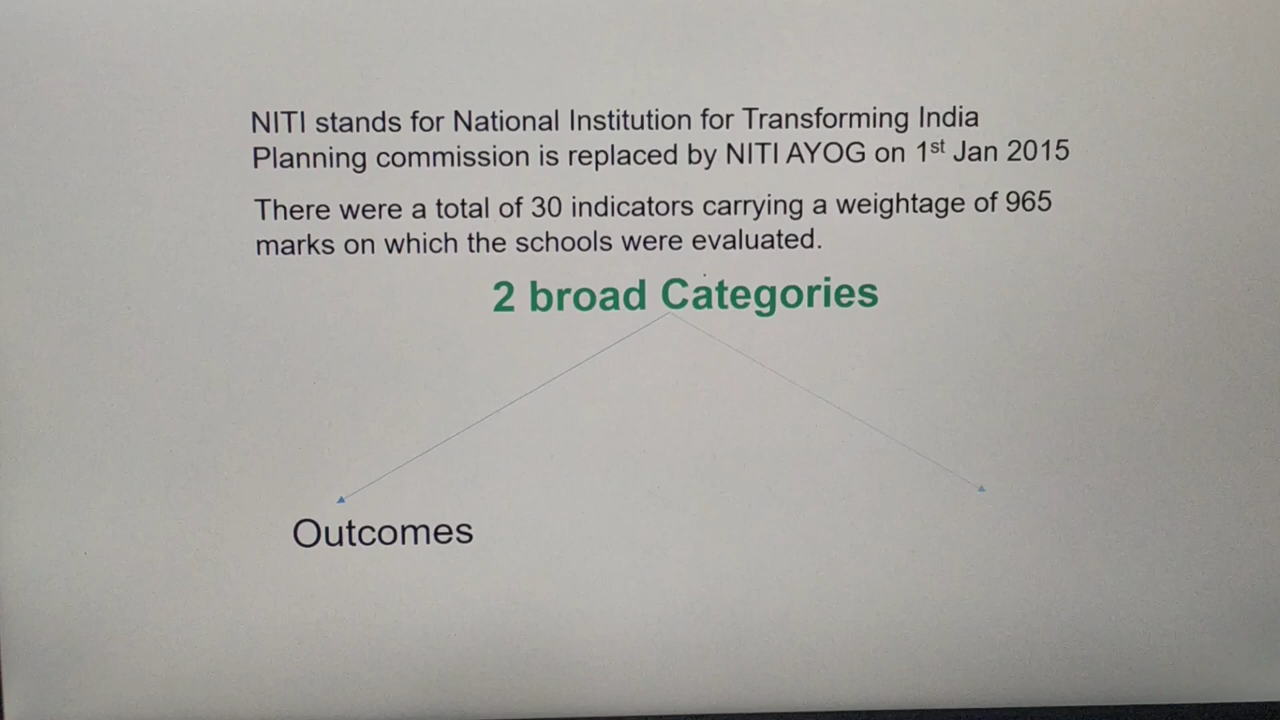 NITI stands for National Institution for Transforming India
Planning commission is replaced by NITI AYOG on 1st Jan 2015
There were a total of 30 indicators carrying a weightage of 965
marks on which the schools were evaluated.
2 broad Categories
Outcomes